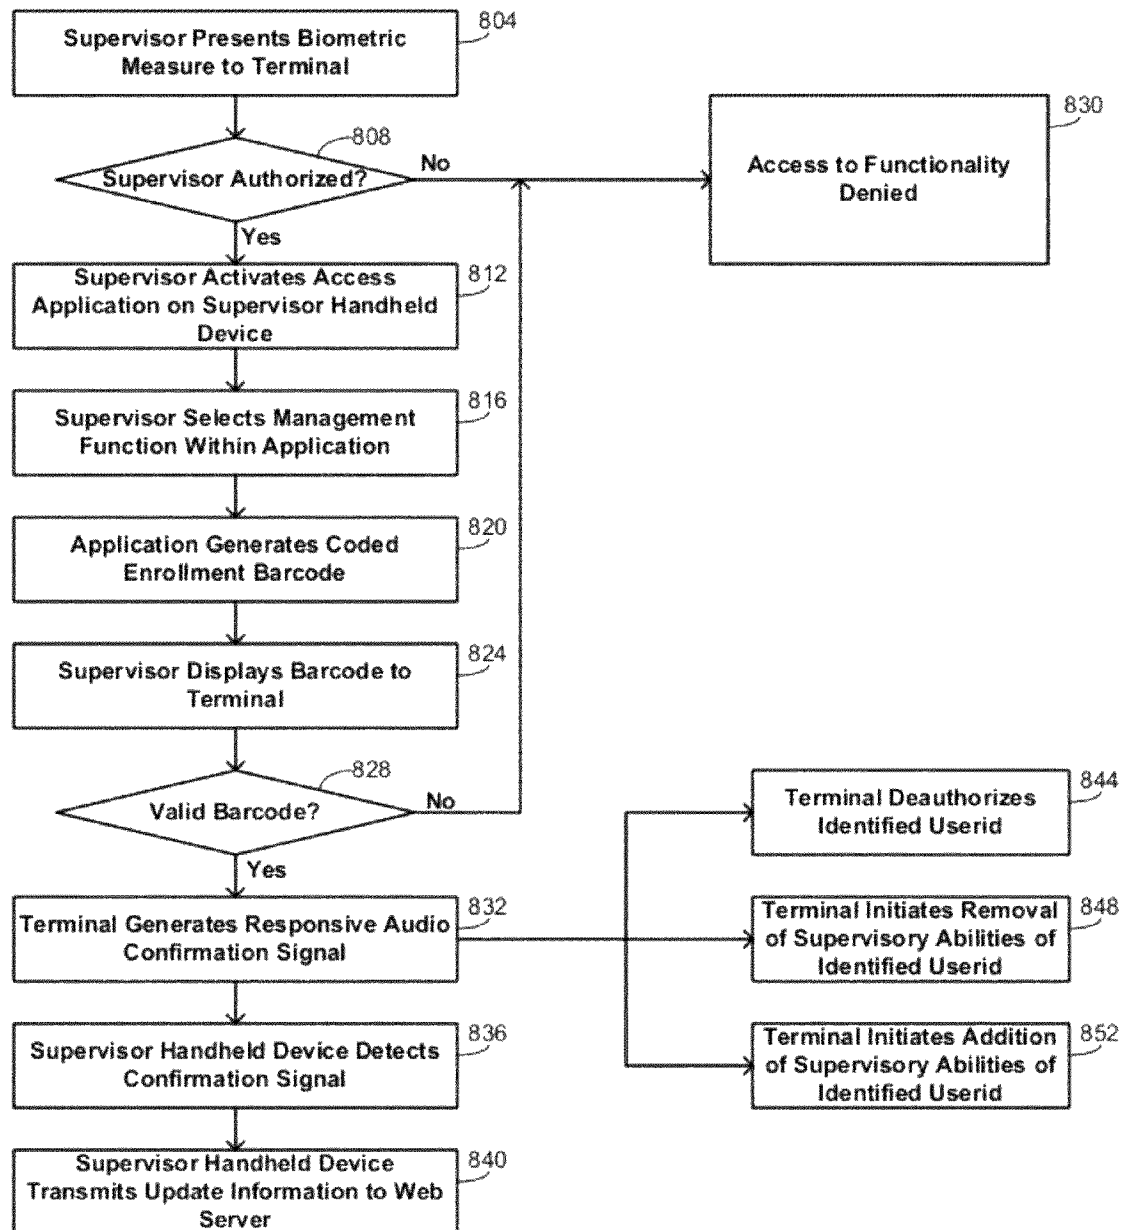 Supervisor Presents Biometric
Measure to Terminal
804
808
Supervisor Authorized?
No
Yes
Access to Functionality
Denied
830
Supervisor Activates Access
Application on Supervisor Handheld
Device
812
Supervisor Selects Management
Function Within Application
816
Application Generates Coded
Enrollment Barcode
820
Supervisor Displays Barcode to
Terminal
824
828
Valid Barcode?
No
Yes
Terminal Generates Responsive Audio
Confirmation Signal
832
Terminal Deauthorizes
Identified Userid
844
Terminal Initiates Removal
of Supervisory Abilities of
Identified Userid
848
Terminal Initiates Addition
of Supervisory Abilities of
Identified Userid
852
Supervisor Handheld Device Detects
Confirmation Signal
836
Supervisor Handheld Device
Transmits Update Information to Web
Server
840